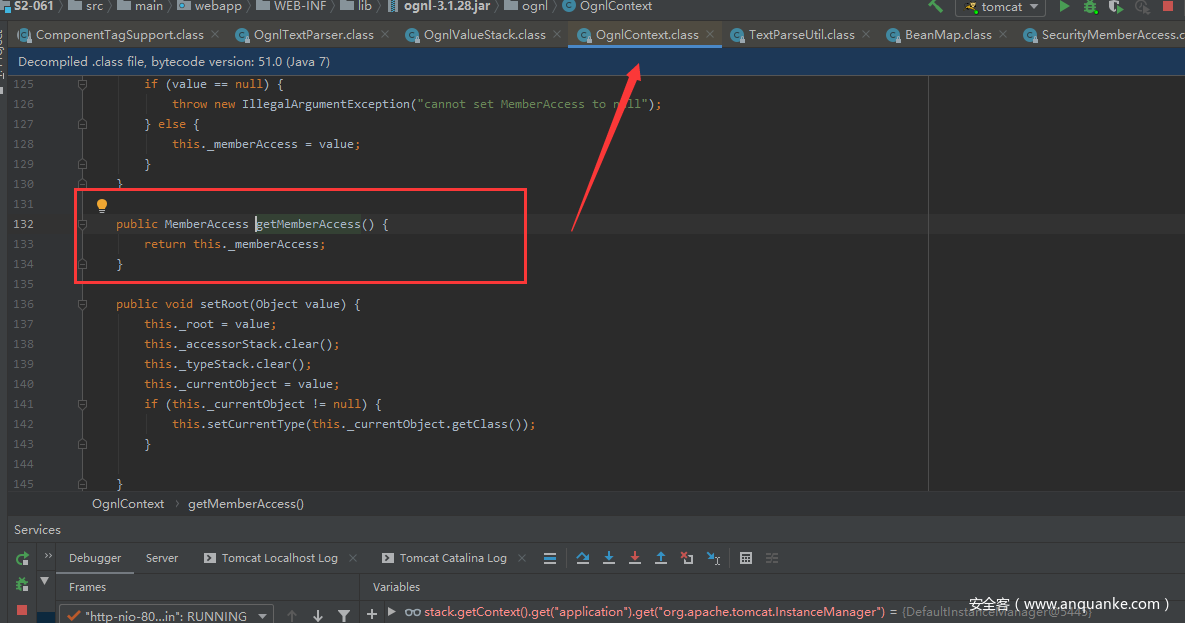 S2-061 src main webapp WEB-INF lib ognl-3.1.28.jar ognl OgnlContext tomcat
ComponentTagSupport.class OgnlTextParser.class OgnlValueStack.class OgnlContext.class TextParseUtil.class BeanMap.class SecurityMemberAccess.c
Decompiled .class file, bytecode version: 51.0 (Java 7)
125 if (value == null) {
126 throw new IllegalArgumentException("cannot set MemberAccess to null");
127 } else {
128 this._memberAccess = value;
129 }
130 }
131
132 public MemberAccess getMemberAccess() {
133 return this._memberAccess;
134 }
135
136 public void setRoot(Object value) {
137 this._root = value;
138 this._accessorStack.clear();
139 this._typeStack.clear();
140 this._currentObject = value;
141 if (this._currentObject != null) {
142 this.setCurrentType(this._currentObject.getClass());
143 }
144
145 }
OgnlContext getMemberAccess()
Services
Debugger Server Tomcat Localhost Log Tomcat Catalina Log
Frames Variables
"http-nio-80...in": RUNNING stack.getContext().get("application").get("org.apache.tomcat.InstanceManager") = {DefaultInstanceManager@5445}
安全客（www.anquanke.com）